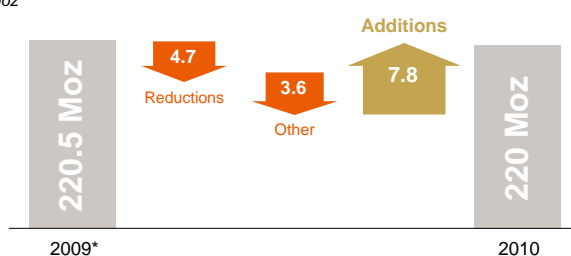 Additions
4.7
7.8
3.6
Reductions
Other
220.5 Moz
220 Moz
2009*
2010